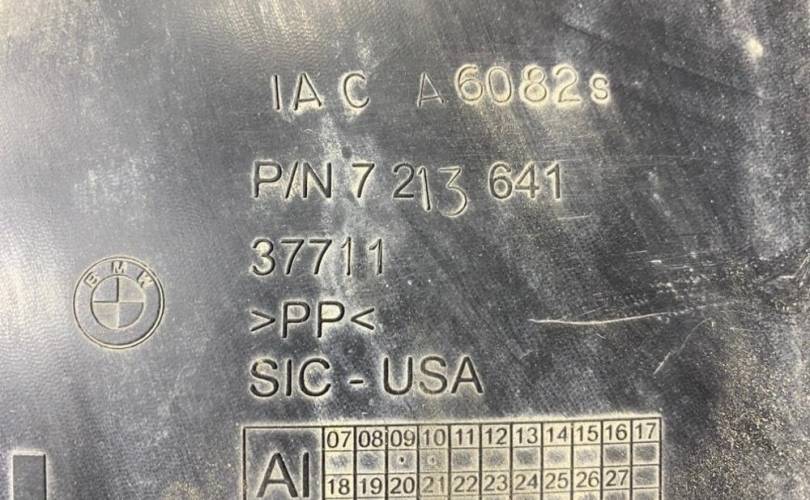 IAC A6082s
P/N 7 213 641
37711
BMW
>PP<
SIC - USA
AI
07 08 09 10 11 12 13 14 15 16 17
18 19 20 21 22 23 24 25 26 27